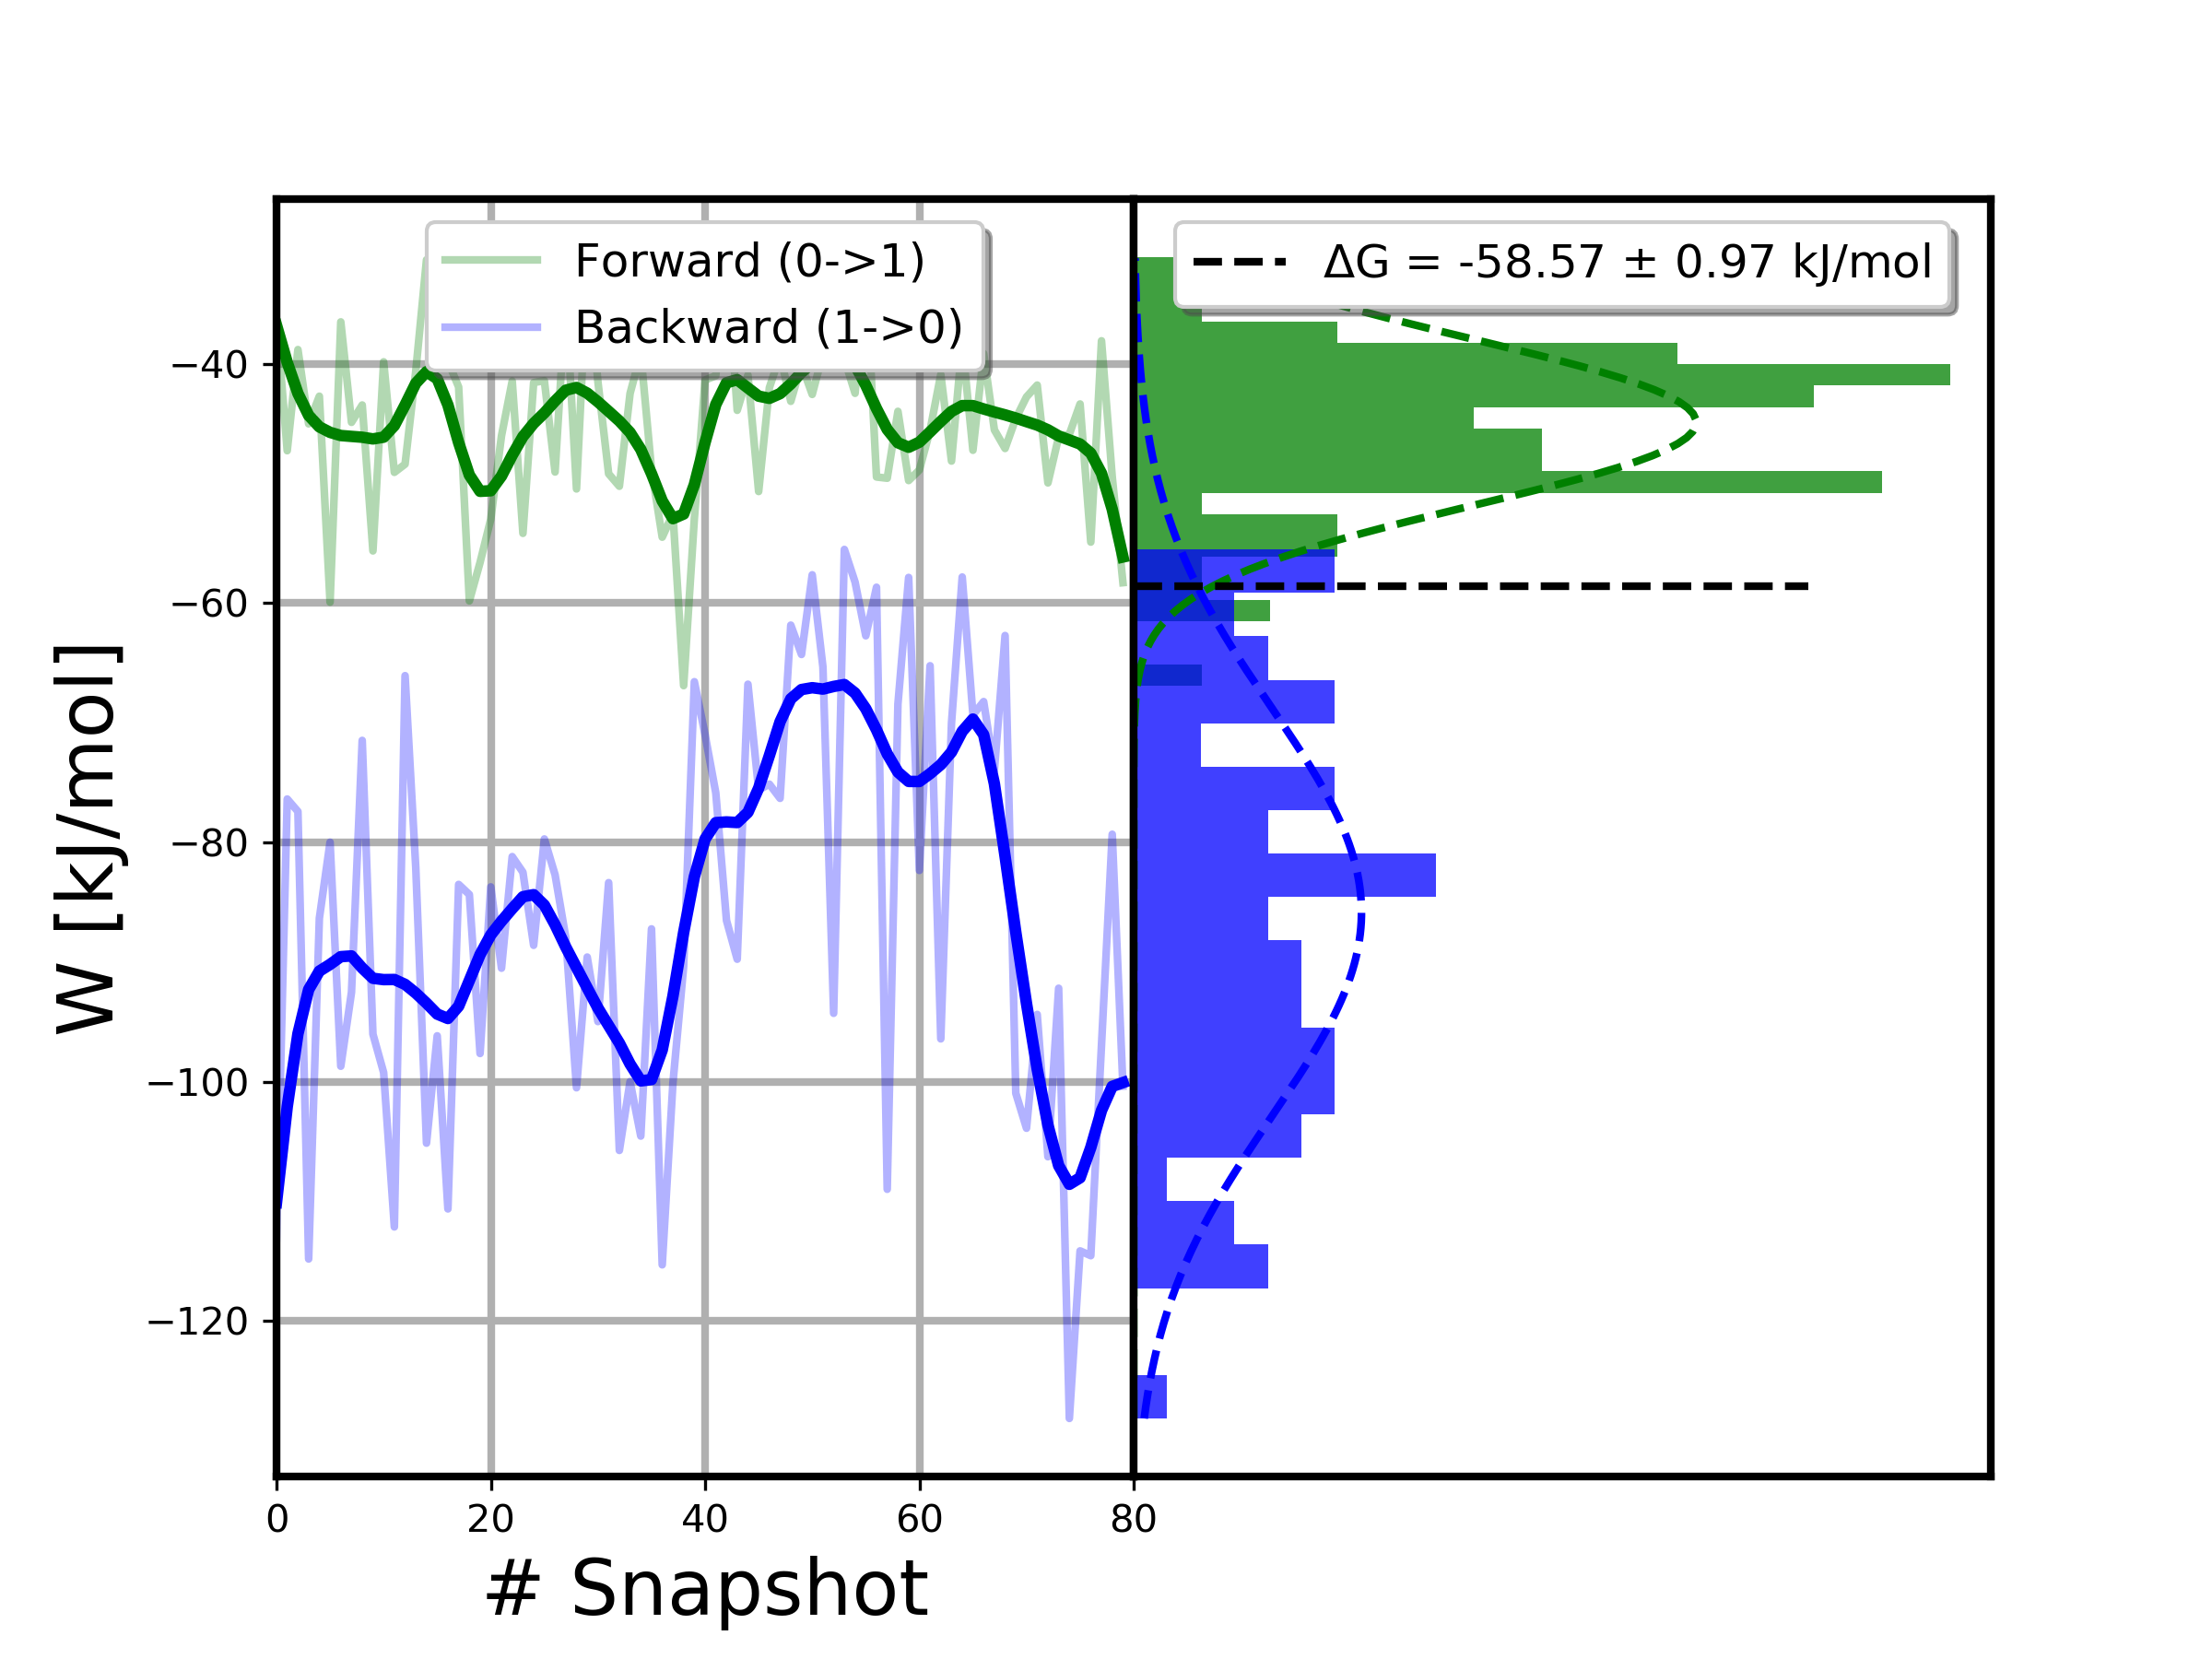 Forward (0->1)
Backward (1->0)
ΔG = -58.57 ± 0.97 kJ/mol
W [kJ/mol]
−40
−60
−80
−100
−120
0 20 40 60 80
# Snapshot